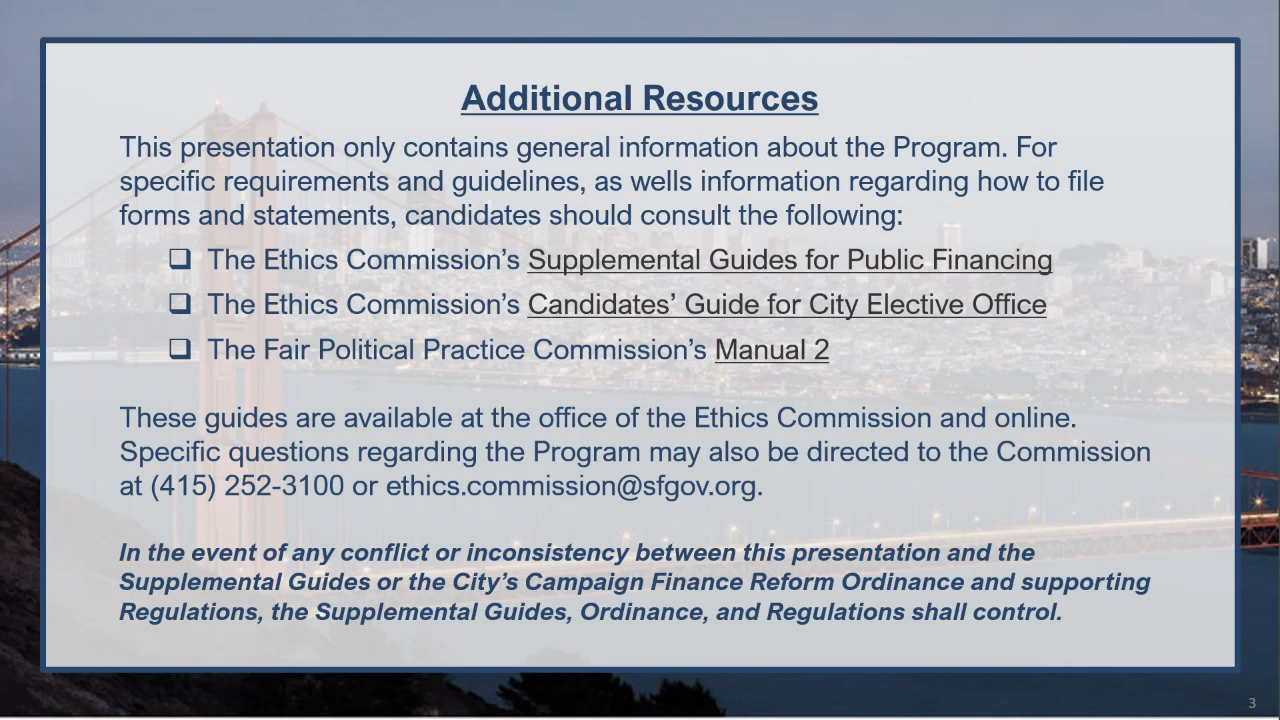 Additional Resources
This presentation only contains general information about the Program. For
specific requirements and guidelines, as wells information regarding how to file
forms and statements, candidates should consult the following:
❑ The Ethics Commission’s Supplemental Guides for Public Financing
❑ The Ethics Commission’s Candidates’ Guide for City Elective Office
❑ The Fair Political Practice Commission’s Manual 2
These guides are available at the office of the Ethics Commission and online.
Specific questions regarding the Program may also be directed to the Commission
at (415) 252-3100 or ethics.commission@sfgov.org.
In the event of any conflict or inconsistency between this presentation and the
Supplemental Guides or the City’s Campaign Finance Reform Ordinance and supporting
Regulations, the Supplemental Guides, Ordinance, and Regulations shall control.
3